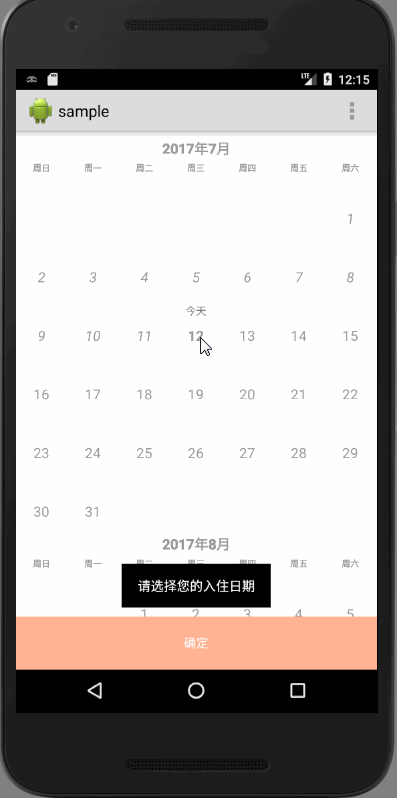 LTE 12:15
sample
2017年7月
周日 周一 周二 周三 周四 周五 周六
1
2 3 4 5 6 7 8
今天
9 10 11 12 13 14 15
16 17 18 19 20 21 22
23 24 25 26 27 28 29
30 31
2017年8月
周日 周一 周二 周三 周四 周五 周六
请选择您的入住日期
1 2 3 4 5
确定